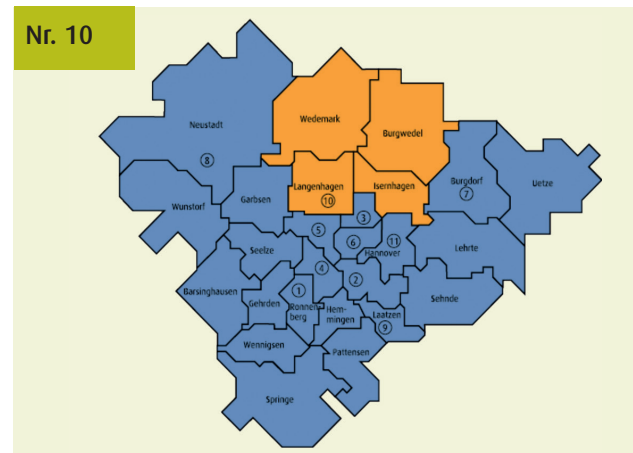 Nr. 10
Wedemark
Neustadt
Burgwedel
8
Langenhagen
10
Isernhagen
Burgdorf
7
Uetze
Garbsen
Wunstorf
3
5
6
11
Hannover
Seelze
Lehrte
4
2
Barsinghausen
1
Gehrden
Ronnen-
berg
Hem-
mingen
Sehnde
Laatzen
9
Wennigsen
Pattensen
Springe